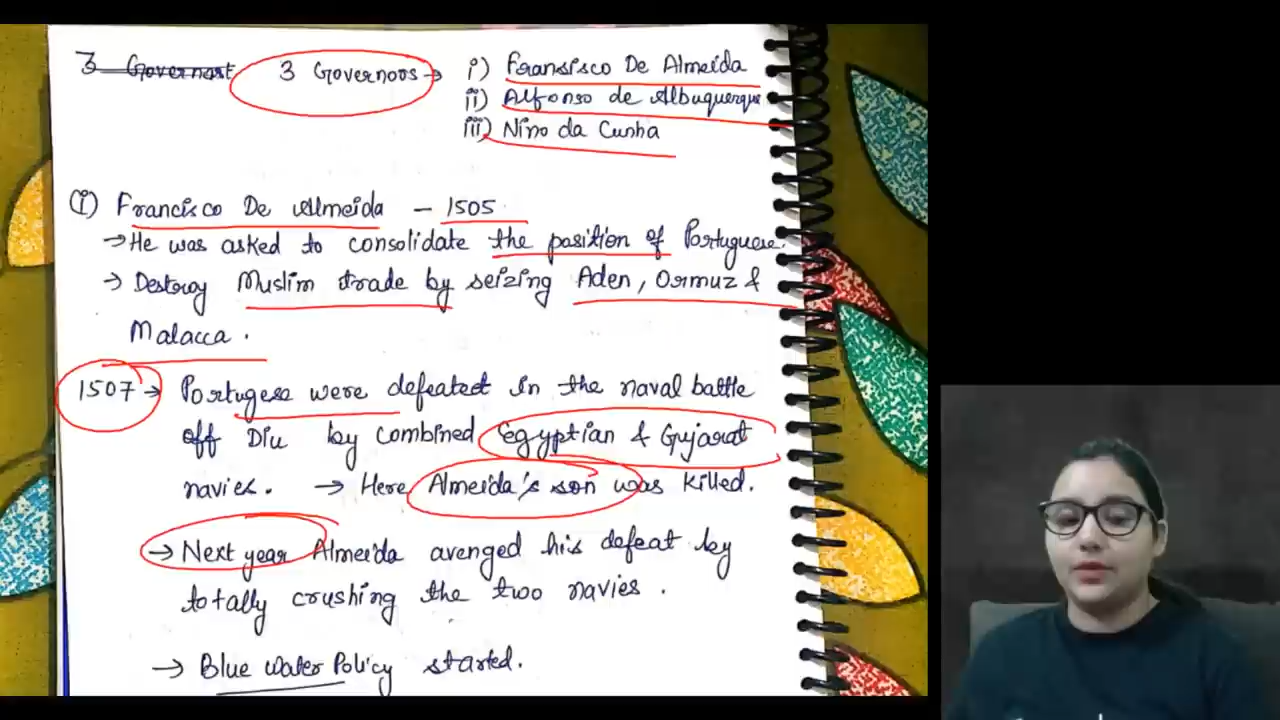 3 Governort 3 Governors → i) Fransisco De Almeida
ii) Alfonso de Albuquerque
iii) Nino da Cunha
(i) Francisco De Almeida - 1505
→ He was asked to consolidate the position of Portuguese.
→ Destroy Muslim trade by seizing Aden, Ormuz &
Malacca.
1507 → Portugese were defeated in the naval battle
off Diu by combined Egyptian & Gujarat
navies. → Here Almeida's son was killed.
→ Next year Almeida avenged his defeat by
totally crushing the two navies.
→ Blue water Policy started.